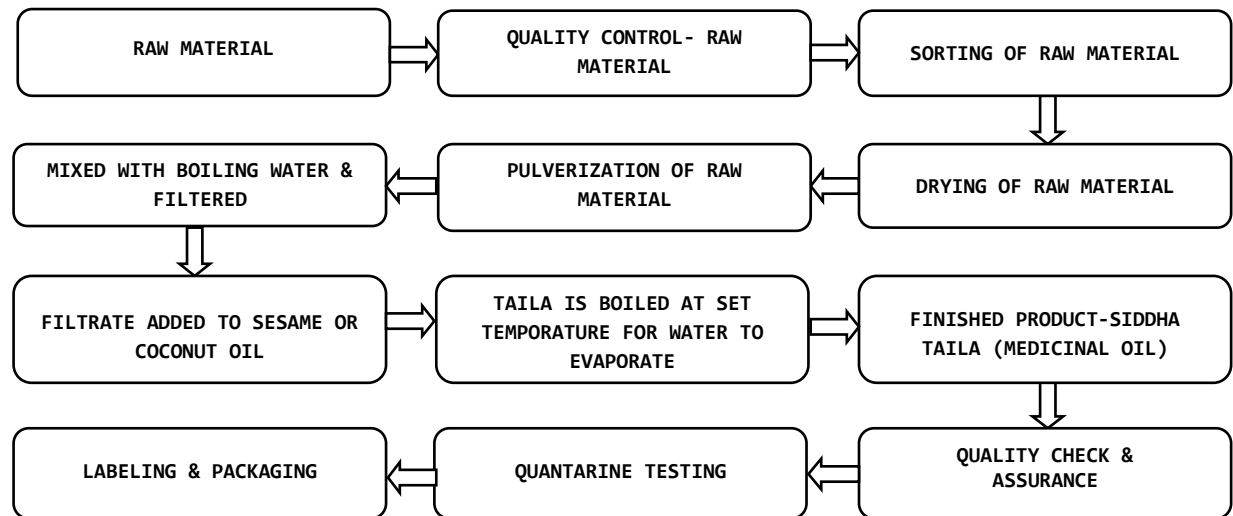 RAW MATERIAL
QUALITY CONTROL- RAW
MATERIAL
SORTING OF RAW MATERIAL
DRYING OF RAW MATERIAL
PULVERIZATION OF RAW
MATERIAL
MIXED WITH BOILING WATER &
FILTERED
FILTRATE ADDED TO SESAME OR
COCONUT OIL
TAILA IS BOILED AT SET
TEMPORATURE FOR WATER TO
EVAPORATE
FINISHED PRODUCT-SIDDHA
TAILA (MEDICINAL OIL)
QUALITY CHECK &
ASSURANCE
QUANTARINE TESTING
LABELING & PACKAGING